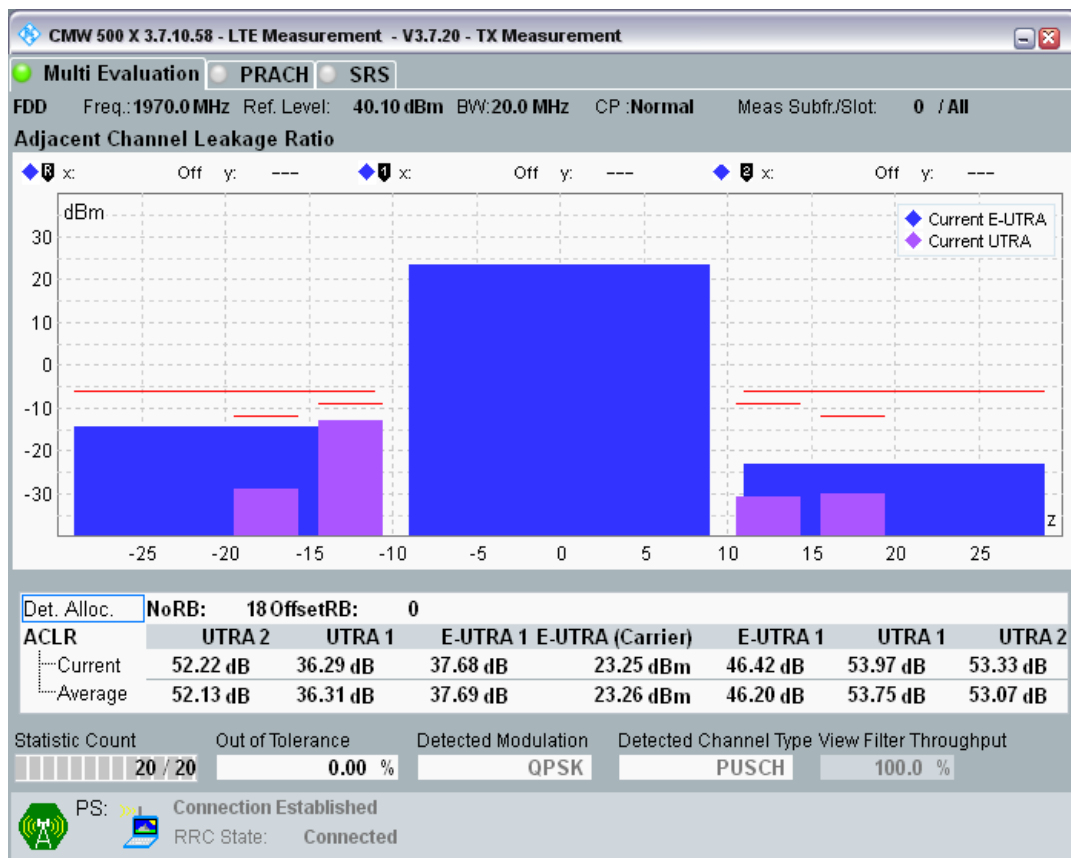 CMW 500 X 3.7.10.58 - LTE Measurement - V3.7.20 - TX Measurement
Multi Evaluation PRACH SRS
FDD Freq.:1970.0 MHz Ref. Level: 40.10 dBm BW:20.0 MHz CP :Normal Meas Subfr./Slot: 0 / All
Adjacent Channel Leakage Ratio
R x: Off y: --- 1 x: Off y: --- 2 x: Off y: ---
dBm
Current E-UTRA
Current UTRA
30
20
10
0
-10
-20
-30
z
-25 -20 -15 -10 -5 0 5 10 15 20 25
Det. Alloc. NoRB: 18 OffsetRB: 0
ACLR UTRA 2 UTRA 1 E-UTRA 1 E-UTRA (Carrier) E-UTRA 1 UTRA 1 UTRA 2
Current 52.22 dB 36.29 dB 37.68 dB 23.25 dBm 46.42 dB 53.97 dB 53.33 dB
Average 52.13 dB 36.31 dB 37.69 dB 23.26 dBm 46.20 dB 53.75 dB 53.07 dB
Statistic Count Out of Tolerance Detected Modulation Detected Channel Type View Filter Throughput
20 / 20 0.00 % QPSK PUSCH 100.0 %
PS: Connection Established
RRC State: Connected